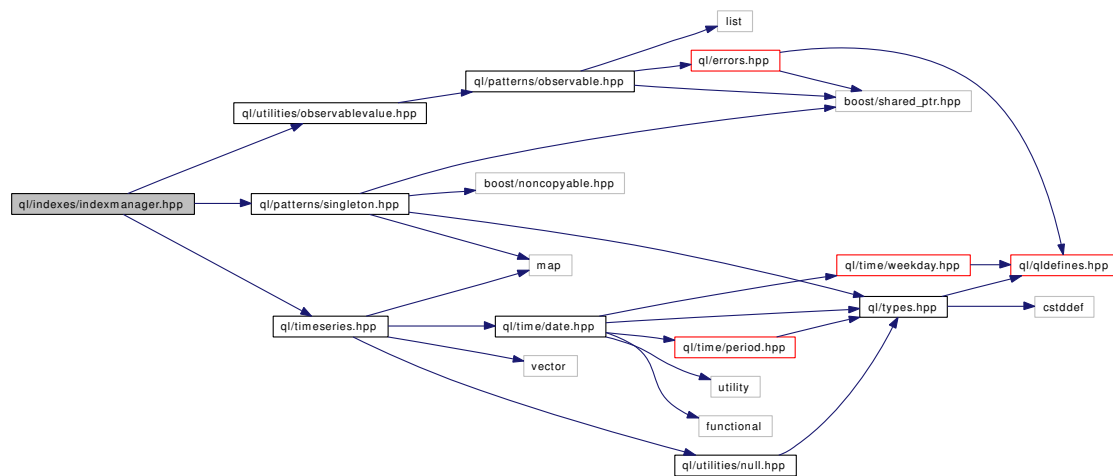 list
ql/errors.hpp
ql/patterns/observable.hpp
boost/shared_ptr.hpp
ql/utilities/observablevalue.hpp
boost/noncopyable.hpp
ql/indexes/indexmanager.hpp
ql/patterns/singleton.hpp
map
ql/time/weekday.hpp
ql/qldefines.hpp
ql/types.hpp
cstddef
ql/timeseries.hpp
ql/time/date.hpp
ql/time/period.hpp
vector
utility
functional
ql/utilities/null.hpp